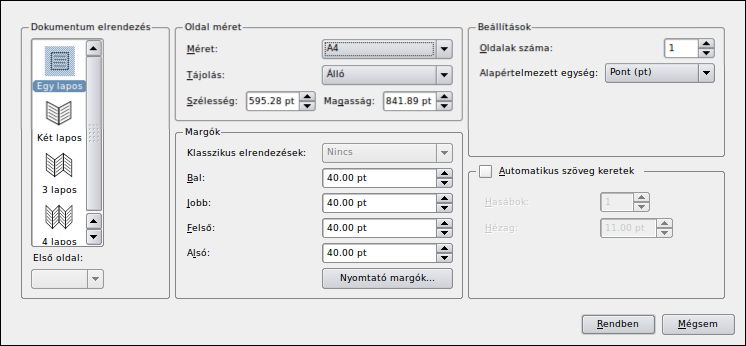 Dokumentum elrendezés
Egy lapos
Két lapos
3 lapos
4 lapos
Első oldal:
Oldal méret
Méret: A4
Tájolás: Álló
Szélesség: 595.28 pt Magasság: 841.89 pt
Margók
Klasszikus elrendezések: Nincs
Bal: 40.00 pt
Jobb: 40.00 pt
Felső: 40.00 pt
Alsó: 40.00 pt
Nyomtató margók...
Beállítások
Oldalak száma: 1
Alapértelmezett egység: Pont (pt)
Automatikus szöveg keretek
Hasábok: 1
Hézag: 11.00 pt
Rendben Mégsem